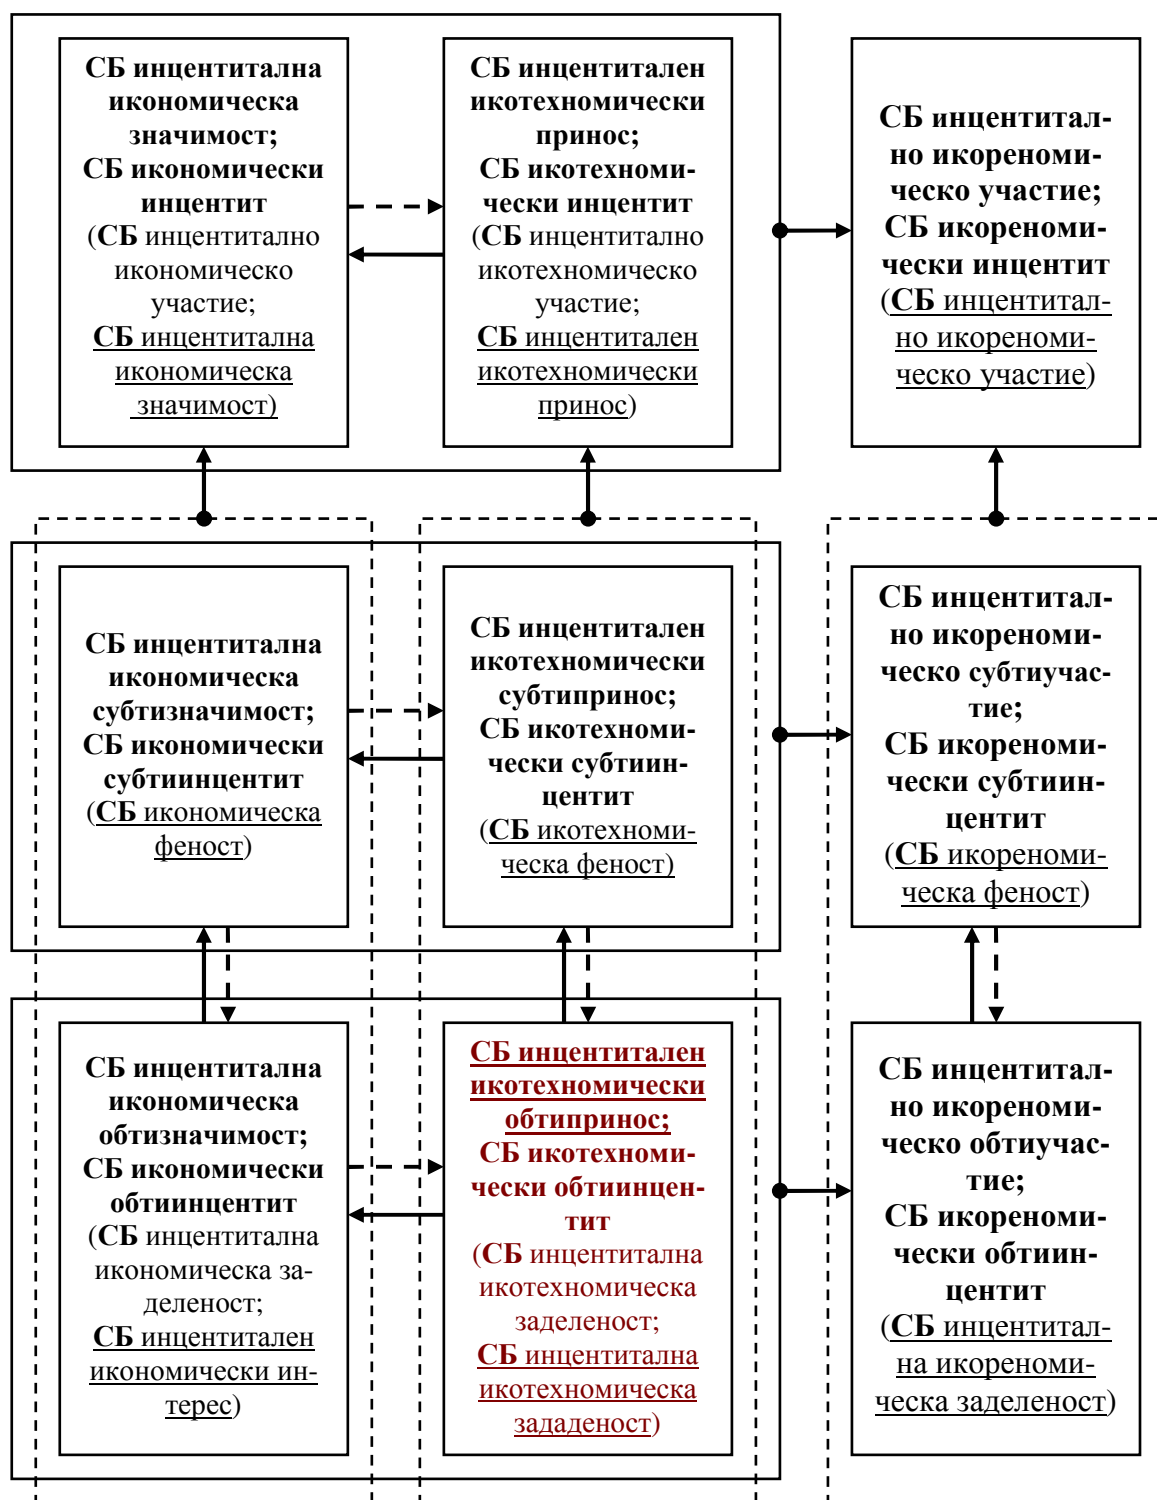 СБ инцентитална
икономическа
значимост;
СБ икономически
инцентит
(СБ инцентитално
икономическо
участие;
СБ инцентитална
икономическа
значимост)
СБ инцентитален
икотехномически
принос;
СБ икотехноми-
чески инцентит
(СБ инцентитално
икотехномическо
участие;
СБ инцентитален
икотехномически
принос)
СБ инцентитал-
но икореноми-
ческо участие;
СБ икореноми-
чески инцентит
(СБ инцентитал-
но икореноми-
ческо участие)
СБ инцентитална
икономическа
субтизначимост;
СБ икономически
субтиинцентит
(СБ икономическа
феност)
СБ инцентитален
икотехномически
субтипринос;
СБ икотехноми-
чески субтиин-
центит
(СБ икотехноми-
ческа феност)
СБ инцентитал-
но икореноми-
ческо субтиучас-
тие;
СБ икореноми-
чески субтиин-
центит
(СБ икореноми-
ческа феност)
СБ инцентитална
икономическа
обтизначимост;
СБ икономически
обтиинцентит
(СБ инцентитална
икономическа за-
деленост;
СБ инцентитален
икономически ин-
терес)
СБ инцентитален
икотехномически
обтипринос;
СБ икотехноми-
чески обтиинцен-
тит
(СБ инцентитална
икотехномическа
заделеност;
СБ инцентитална
икотехномическа
зададеност)
СБ инцентитал-
но икореноми-
ческо обтиучас-
тие;
СБ икореноми-
чески обтиин-
центит
(СБ инцентитал-
на икореноми-
ческа заделеност)